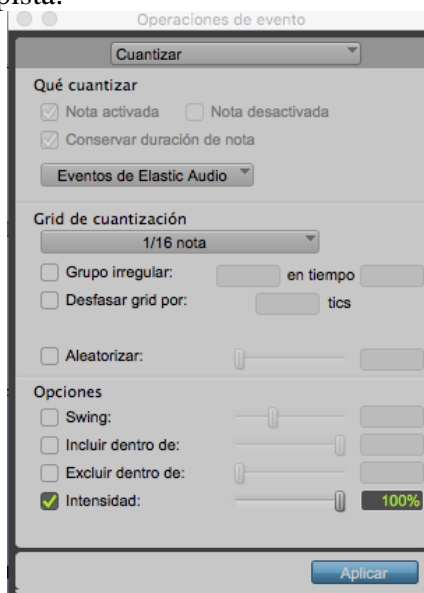 pista.
Operaciones de evento
Cuantizar
Qué cuantizar
Nota activada Nota desactivada
Conservar duración de nota
Eventos de Elastic Audio
Grid de cuantización
1/16 nota
Grupo irregular: en tiempo
Desfasar grid por: tics
Aleatorizar:
Opciones
Swing:
Incluir dentro de:
Excluir dentro de:
Intensidad: 100%
Aplicar